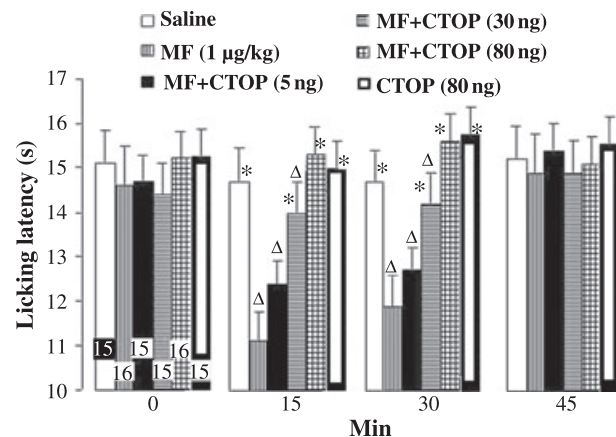 Saline
MF (1 µg/kg)
MF+CTOP (5 ng)
MF+CTOP (30 ng)
MF+CTOP (80 ng)
CTOP (80 ng)
Licking latency (s)
17
16
15
14
13
12
11
10
15 16 15 15 16 15
* Δ Δ * Δ * *
* Δ Δ * Δ * *
0 15 30 45
Min